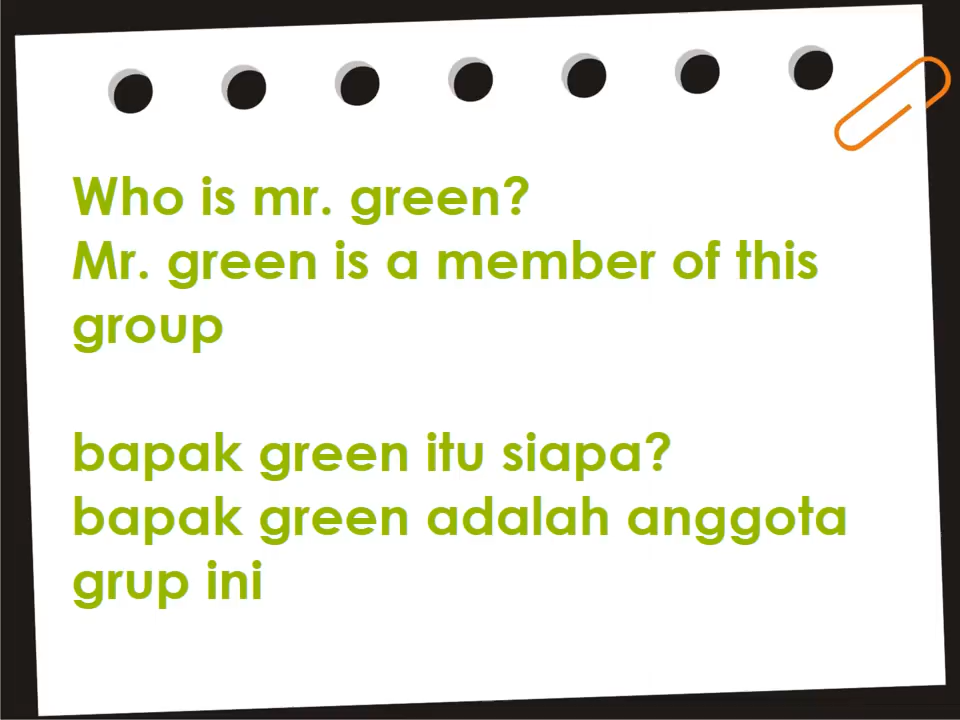 Who is mr. green?
Mr. green is a member of this
group
bapak green itu siapa?
bapak green adalah anggota
grup ini